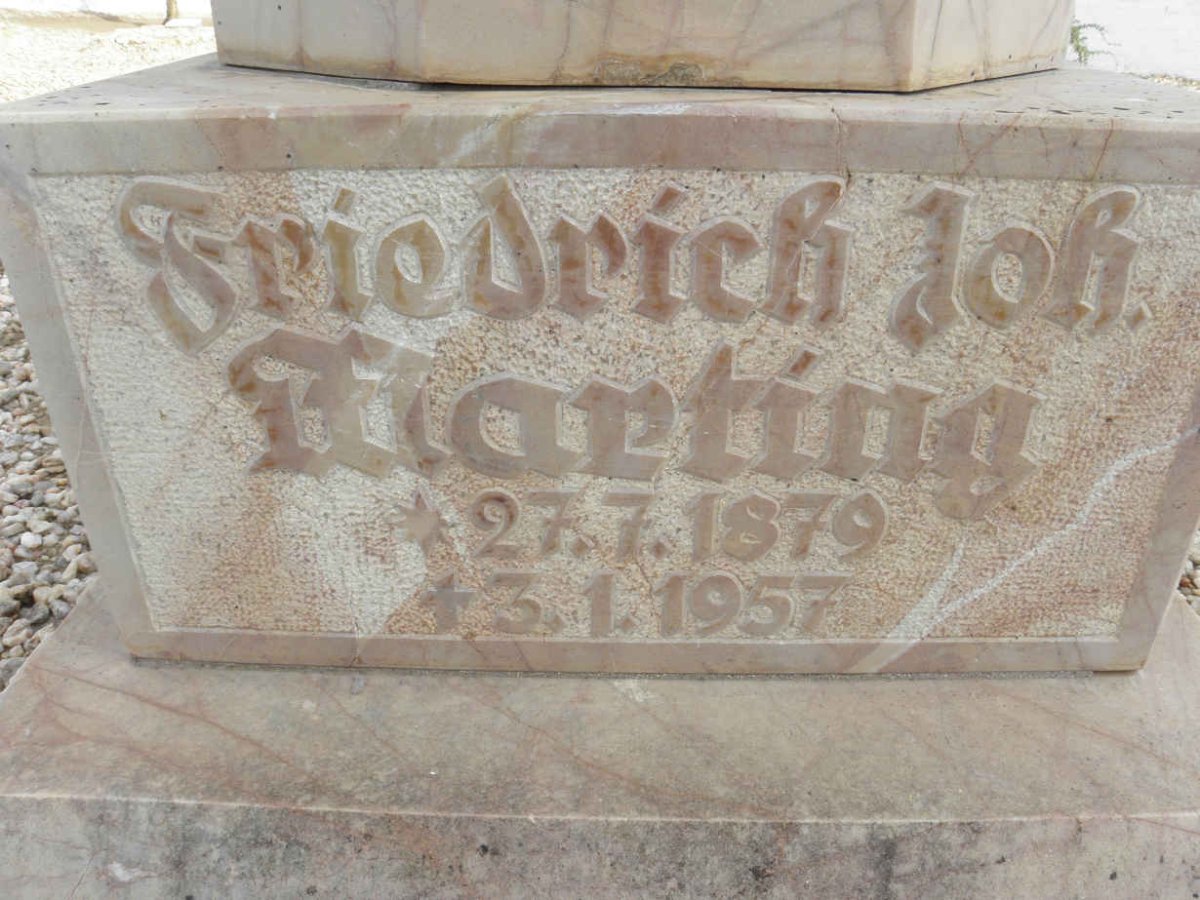 Friedrich Joh.
Marting
* 27.7.1879
✝ 3.1.1957